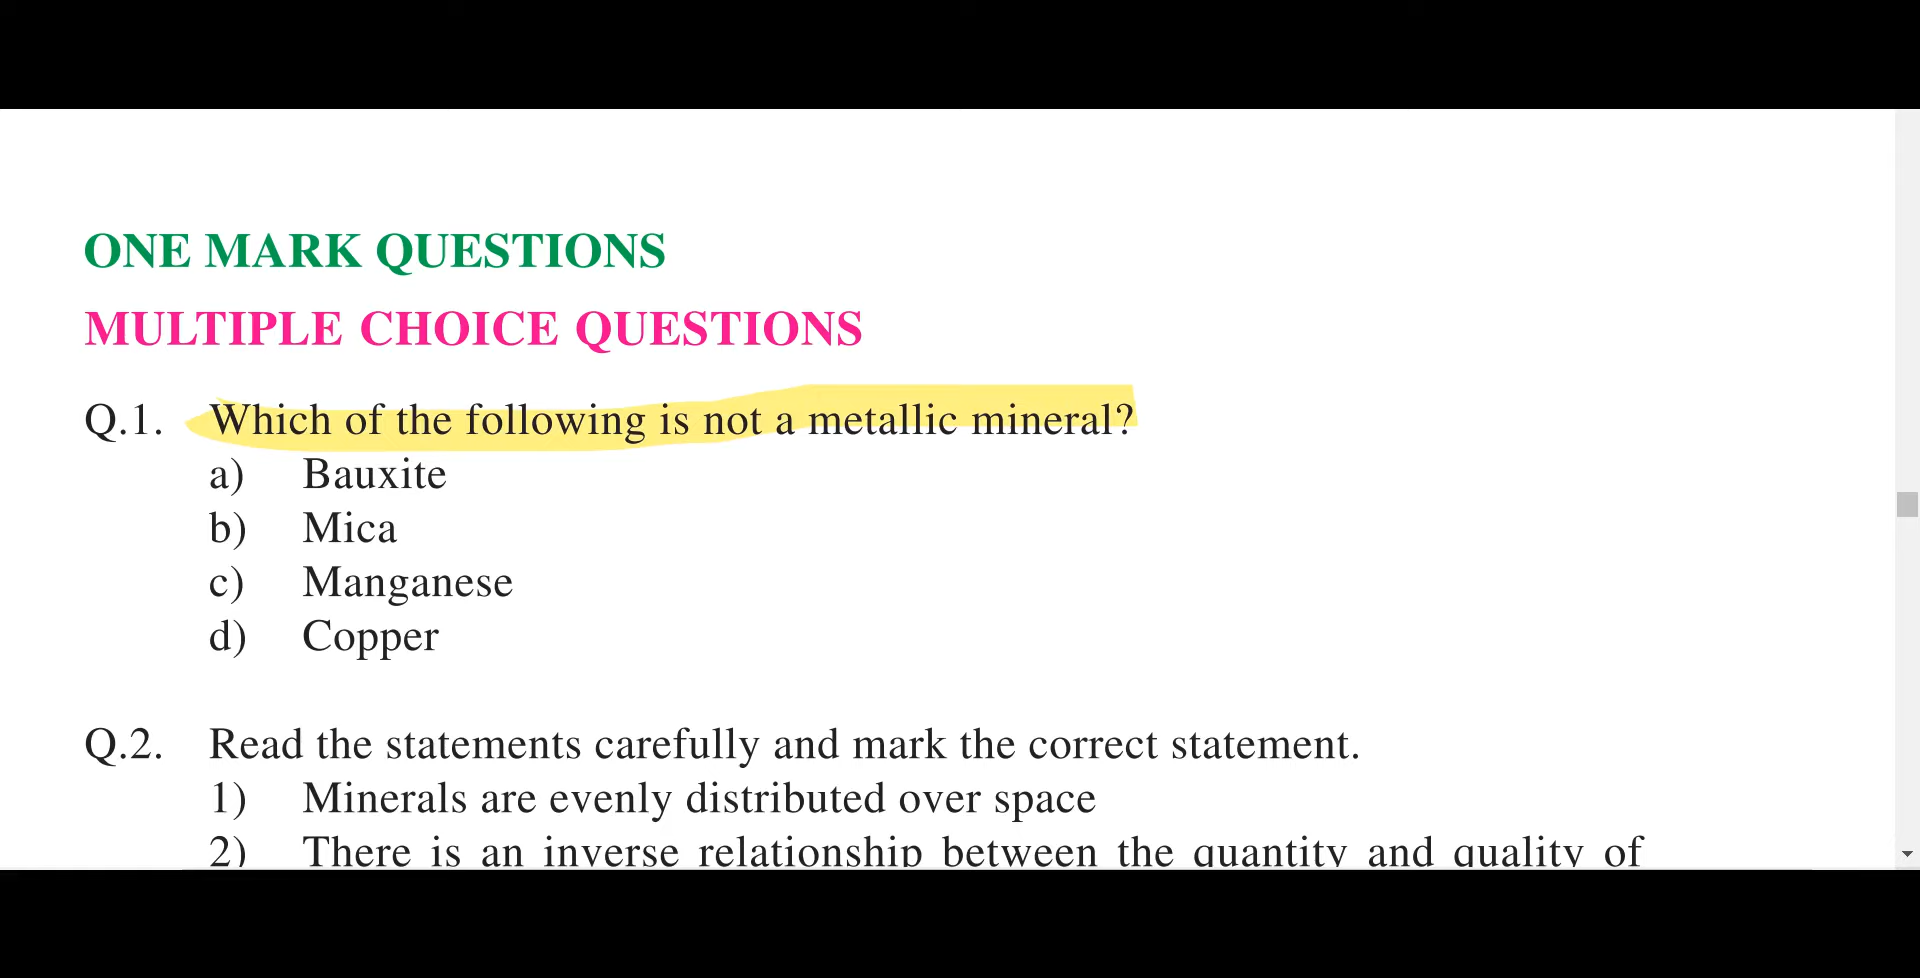 ONE MARK QUESTIONS
MULTIPLE CHOICE QUESTIONS
Q.1. Which of the following is not a metallic mineral?
a) Bauxite
b) Mica
c) Manganese
d) Copper
Q.2. Read the statements carefully and mark the correct statement.
1) Minerals are evenly distributed over space
2) There is an inverse relationship between the quantity and quality of